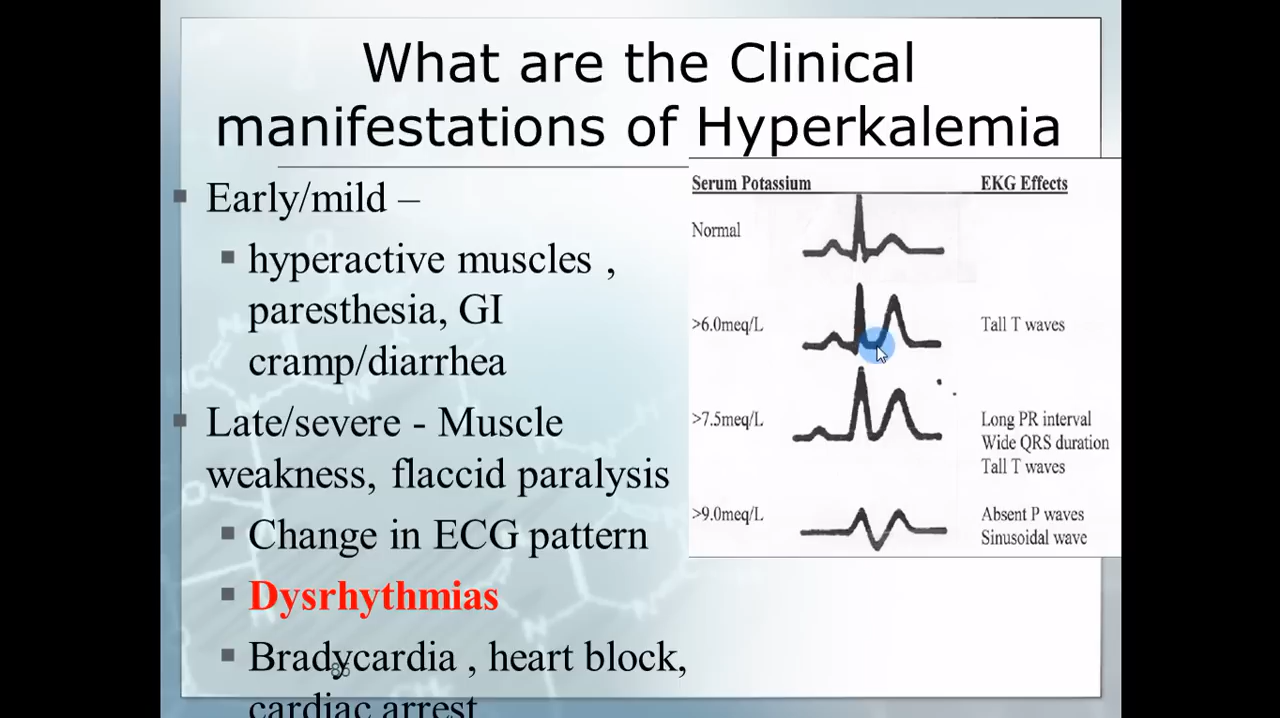 What are the Clinical
manifestations of Hyperkalemia
Early/mild –
hyperactive muscles ,
paresthesia, GI
cramp/diarrhea
Late/severe - Muscle
weakness, flaccid paralysis
Change in ECG pattern
Dysrhythmias
Bradycardia , heart block,
cardiac arrest
Serum Potassium EKG Effects
Normal
>6.0meq/L Tall T waves
>7.5meq/L Long PR interval
Wide QRS duration
Tall T waves
>9.0meq/L Absent P waves
Sinusoidal wave